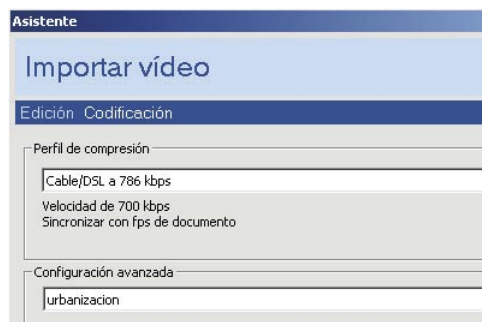 Asistente
Importar vídeo
Edición Codificación
Perfil de compresión
Cable/DSL a 786 kbps
Velocidad de 700 kbps
Sincronizar con fps de documento
Configuración avanzada
urbanizacion